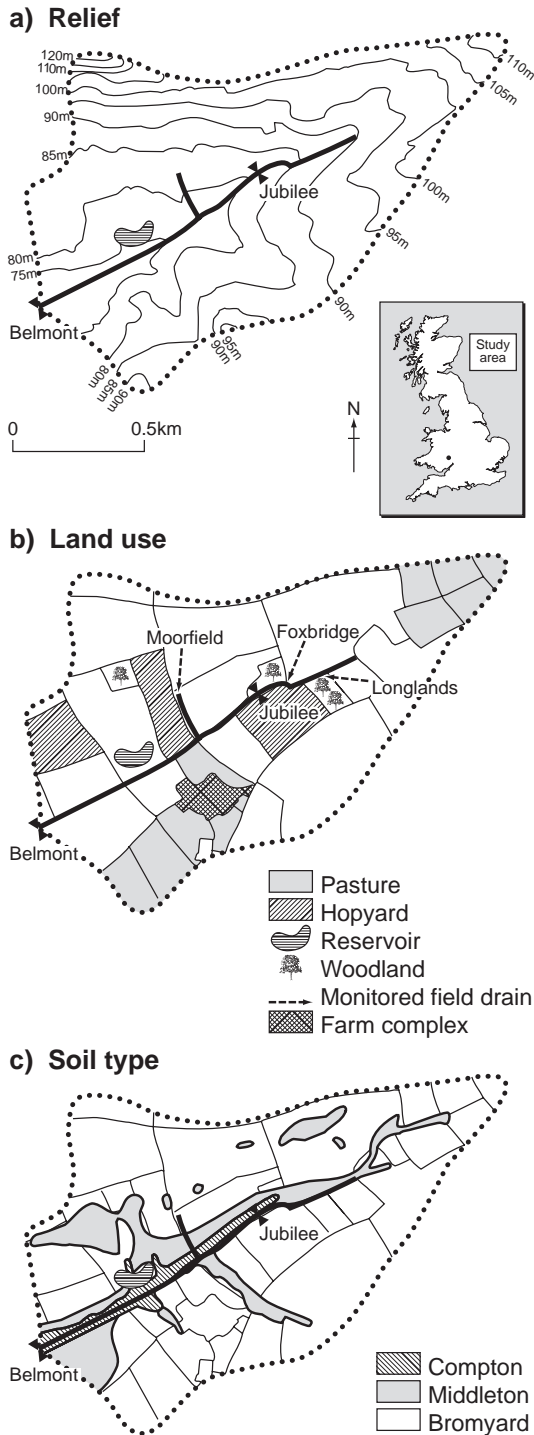 a) Relief
120m
110m
100m
90m
85m
80m
75m
Belmont
Jubilee
110m
105m
100m
95m
90m
95m
90m
80m
85m
90m
0 0.5km
N
Study
area
b) Land use
Moorfield
Foxbridge
Longlands
Jubilee
Belmont
Pasture
Hopyard
Reservoir
Woodland
Monitored field drain
Farm complex
c) Soil type
Jubilee
Belmont
Compton
Middleton
Bromyard